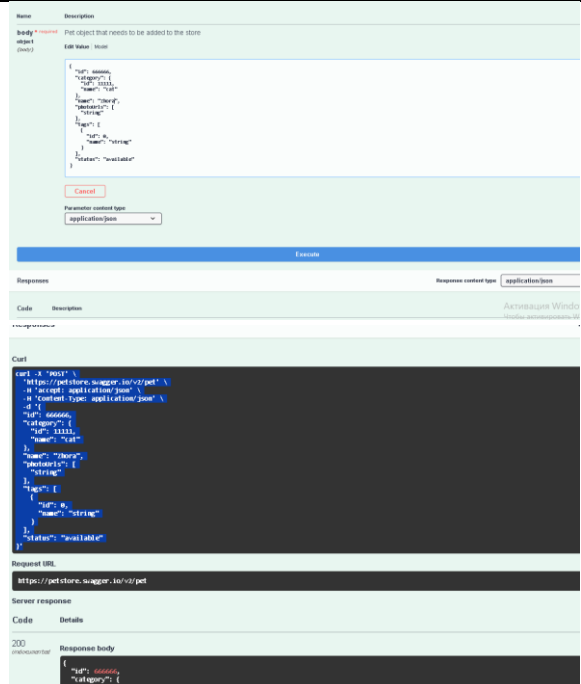 Name Description
body * required Pet object that needs to be added to the store
object
(body)
Edit Value Model
{
"id": 666666,
"category": {
"id": 11111,
"name": "cat"
},
"name": "zhora",
"photoUrls": [
"string"
],
"tags": [
{
"id": 0,
"name": "string"
}
],
"status": "available"
}
Cancel
Parameter content type
application/json
Execute
Responses Response content type application/json
Code Description
Активация Windo
Чтобы активировать W
Responses
Curl
curl -X 'POST' \
'https://petstore.swagger.io/v2/pet' \
-H 'accept: application/json' \
-H 'Content-Type: application/json' \
-d '{
"id": 666666,
"category": {
"id": 11111,
"name": "cat"
},
"name": "zhora",
"photoUrls": [
"string"
],
"tags": [
{
"id": 0,
"name": "string"
}
],
"status": "available"
}'
Request URL
https://petstore.swagger.io/v2/pet
Server response
Code Details
200 Response body
{
"id": 666666,
"category": {